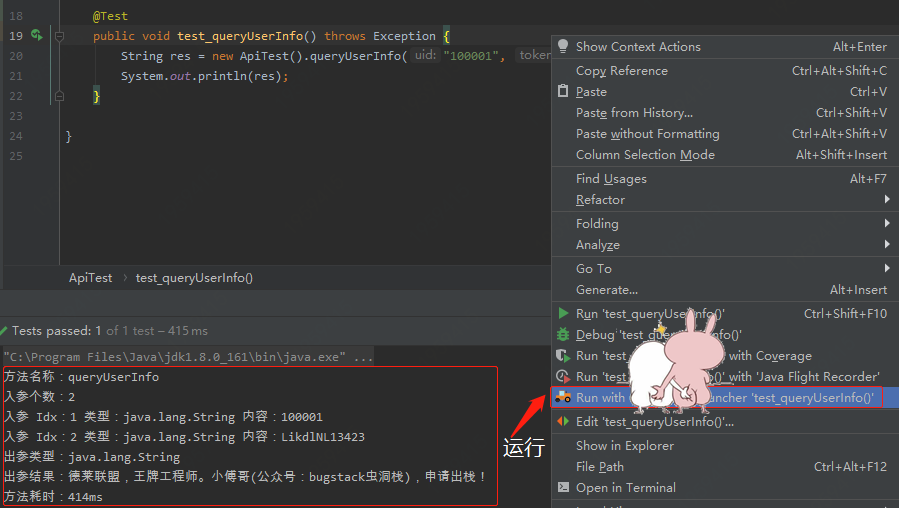 18 @Test
19 public void test_queryUserInfo() throws Exception {
20 String res = new ApiTest().queryUserInfo( uid: "100001", token
21 System.out.println(res);
22 }
23
24 }
25
ApiTest > test_queryUserInfo()
Tests passed: 1 of 1 test – 415 ms
"C:\Program Files\Java\jdk1.8.0_161\bin\java.exe" ...
方法名称：queryUserInfo
入参个数：2
入参 Idx：1 类型：java.lang.String 内容：100001
入参 Idx：2 类型：java.lang.String 内容：LikdlNL13423
出参类型：java.lang.String
出参结果：德莱联盟，王牌工程师。小傅哥(公众号：bugstack虫洞栈)，申请出栈！
方法耗时：414ms
运行
Show Context Actions Alt+Enter
Copy Reference Ctrl+Alt+Shift+C
Paste Ctrl+V
Paste from History... Ctrl+Shift+V
Paste without Formatting Ctrl+Alt+Shift+V
Column Selection Mode Alt+Shift+Insert
Find Usages Alt+F7
Refactor
Folding
Analyze
Go To
Generate... Alt+Insert
Run 'test_queryUserInfo()' Ctrl+Shift+F10
Debug 'test_queryUserInfo()'
Run 'test_ ()' with Coverage
Run 'test_ ()' with 'Java Flight Recorder'
Run with 'test_queryUserInfo()'
Edit 'test_queryUserInfo()'...
Show in Explorer
File Path Ctrl+Alt+F12
Open in Terminal